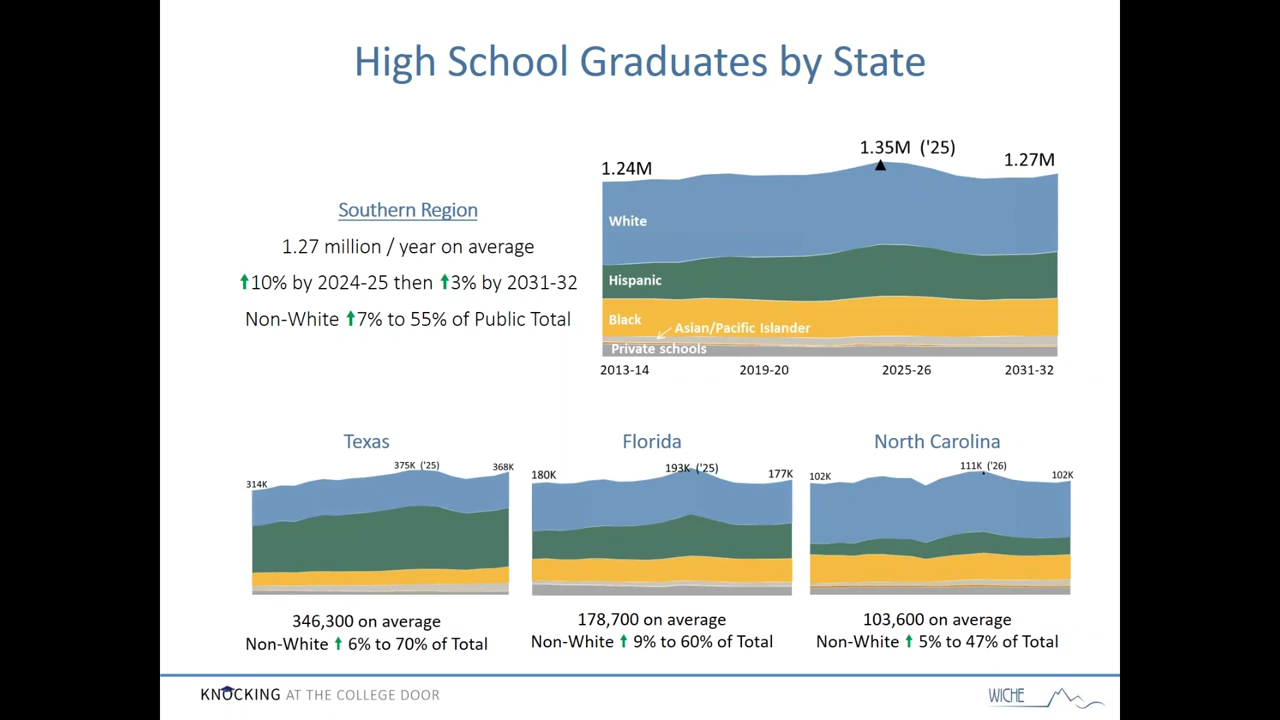 High School Graduates by State
Southern Region
1.27 million / year on average
10% by 2024-25 then 3% by 2031-32
Non-White 7% to 55% of Public Total
1.24M
1.35M ('25)
1.27M
White
Hispanic
Black
Asian/Pacific Islander
Private schools
2013-14
2019-20
2025-26
2031-32
Texas
314K
375K ('25)
368K
346,300 on average
Non-White 6% to 70% of Total
Florida
180K
193K ('25)
177K
178,700 on average
Non-White 9% to 60% of Total
North Carolina
102K
111K ('26)
102K
103,600 on average
Non-White 5% to 47% of Total
KNOCKING AT THE COLLEGE DOOR
WICHE